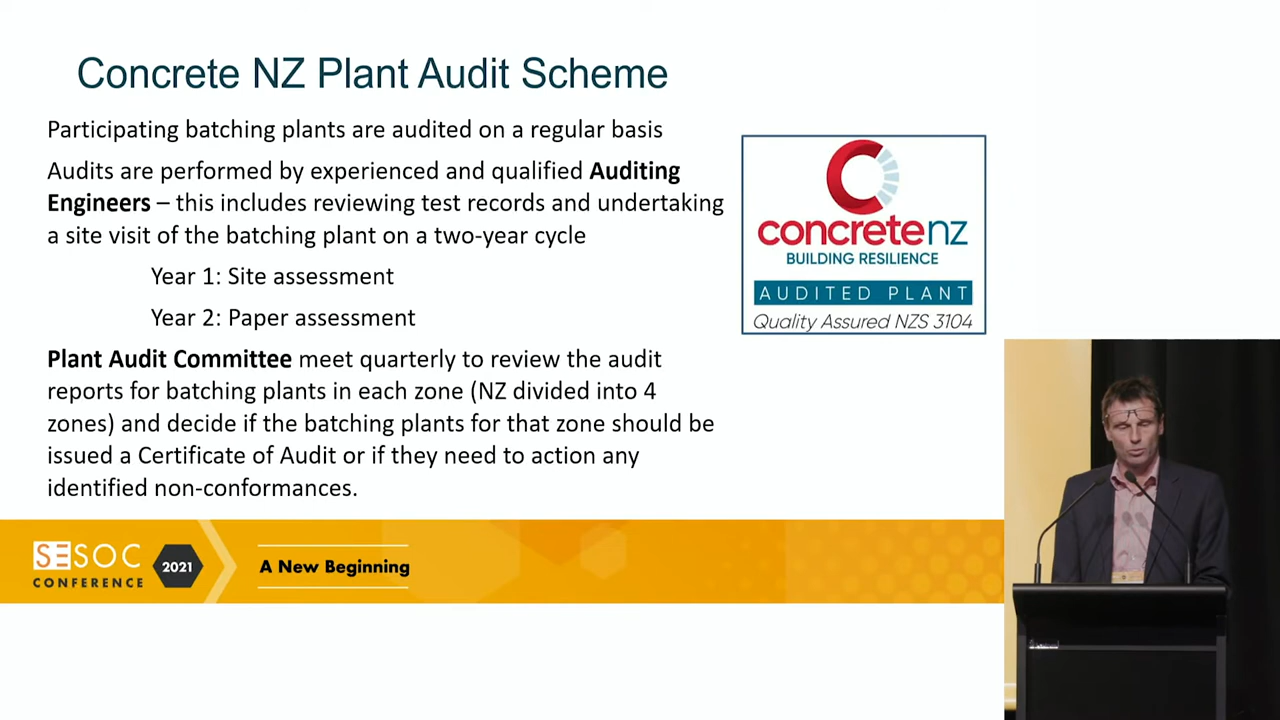 Concrete NZ Plant Audit Scheme
Participating batching plants are audited on a regular basis
Audits are performed by experienced and qualified Auditing
Engineers – this includes reviewing test records and undertaking
a site visit of the batching plant on a two-year cycle
Year 1: Site assessment
Year 2: Paper assessment
Plant Audit Committee meet quarterly to review the audit
reports for batching plants in each zone (NZ divided into 4
zones) and decide if the batching plants for that zone should be
issued a Certificate of Audit or if they need to action any
identified non-conformances.
concretenz
BUILDING RESILIENCE
AUDITED PLANT
Quality Assured NZS 3104
SESOC
CONFERENCE
2021
A New Beginning